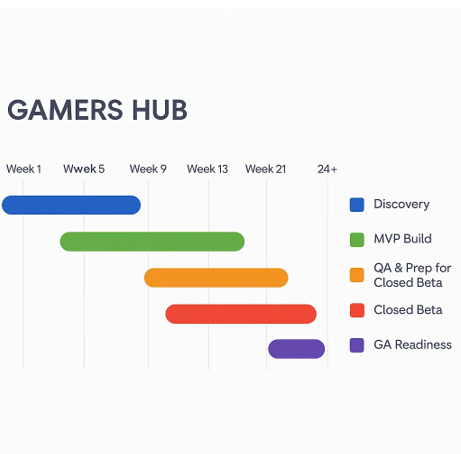 GAMERS HUB
Week 1 Wwek 5 Week 9 Week 13 Week 21 24+
Discovery
MVP Build
QA & Prep for
Closed Beta
Closed Beta
GA Readiness